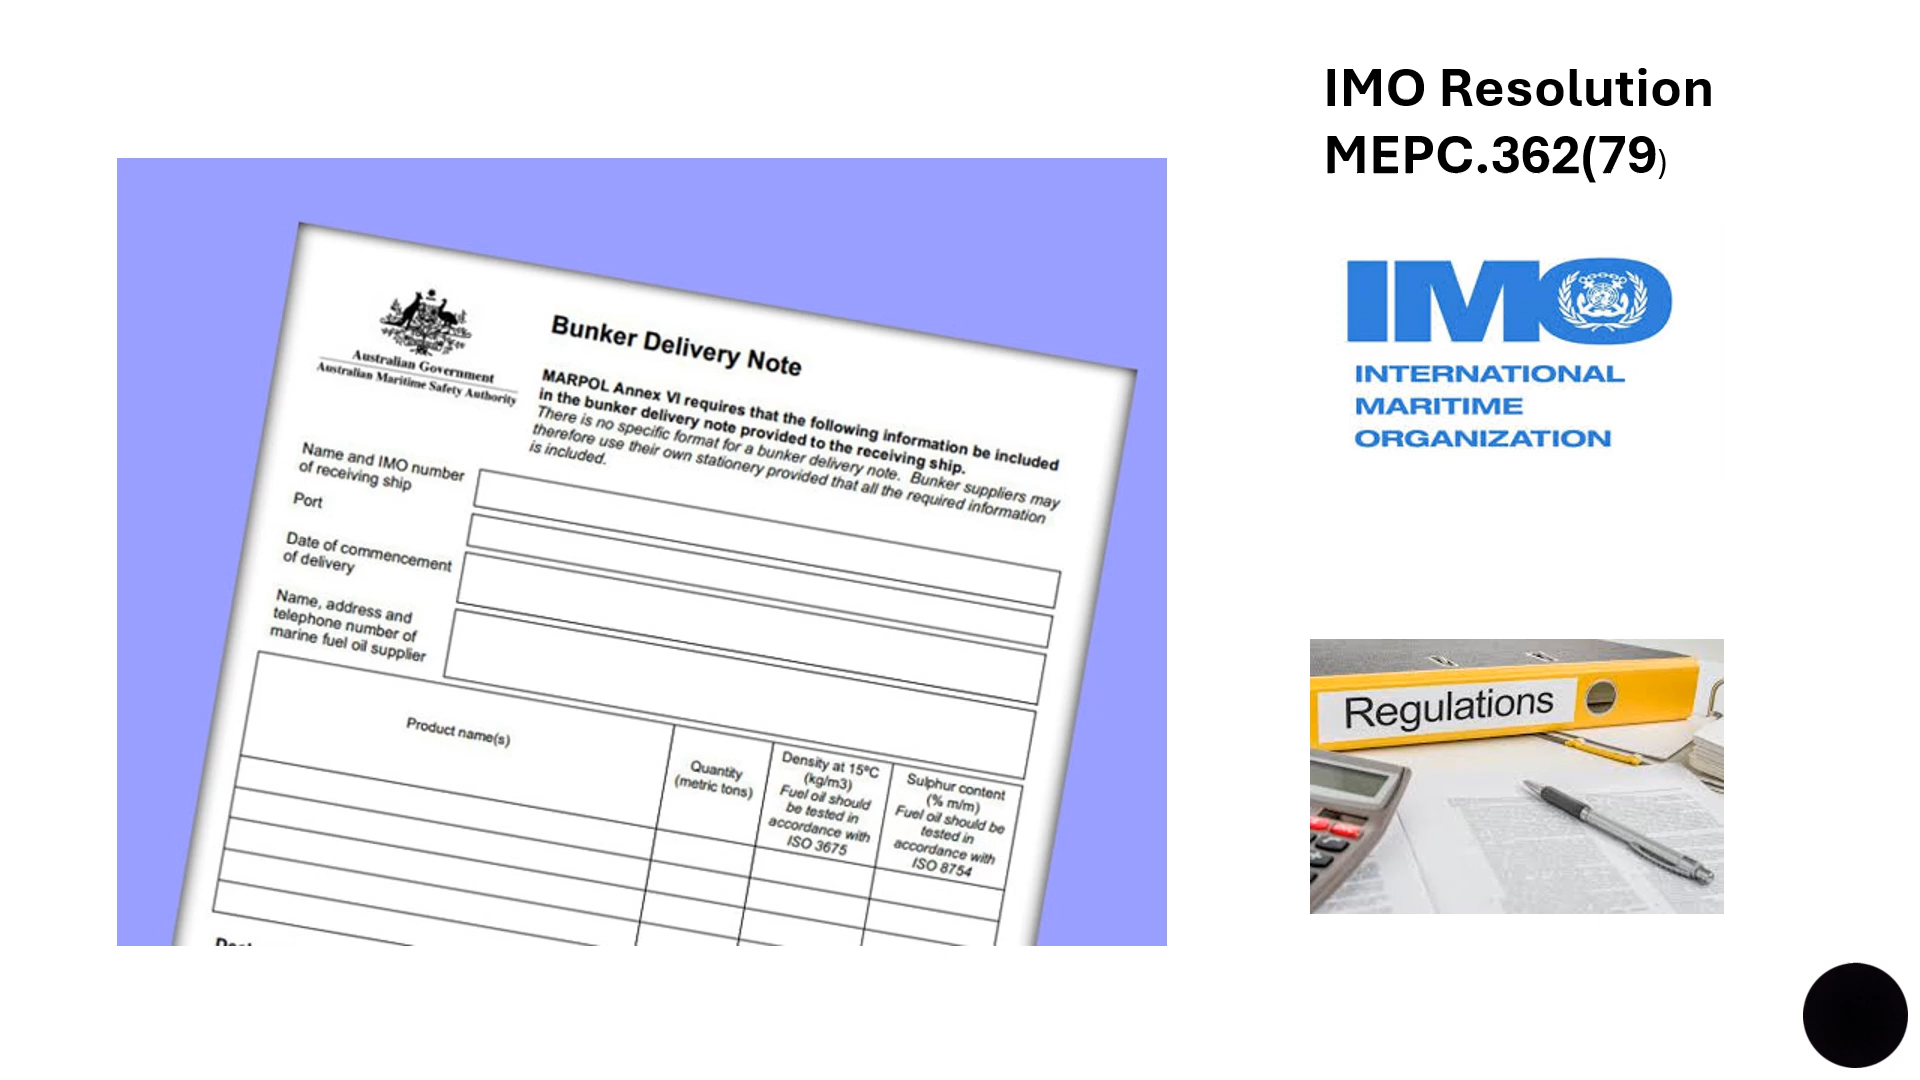 IMO Resolution
MEPC.362(79)
IMO
INTERNATIONAL
MARITIME
ORGANIZATION
Australian Government
Australian Maritime Safety Authority
Bunker Delivery Note
MARPOL Annex VI requires that the following information be included
in the bunker delivery note provided to the receiving ship.
There is no specific format for a bunker delivery note. Bunker suppliers may
therefore use their own stationery provided that all the required information
is included.
Name and IMO number
of receiving ship
Port
Date of commencement
of delivery
Name, address and
telephone number of
marine fuel oil supplier
Product name(s)
Quantity
(metric tons)
Density at 15ºC
(kg/m3)
Fuel oil should
be tested in
accordance with
ISO 3675
Sulphur content
(% m/m)
Fuel oil should be
tested in
accordance with
ISO 8754
Regulations